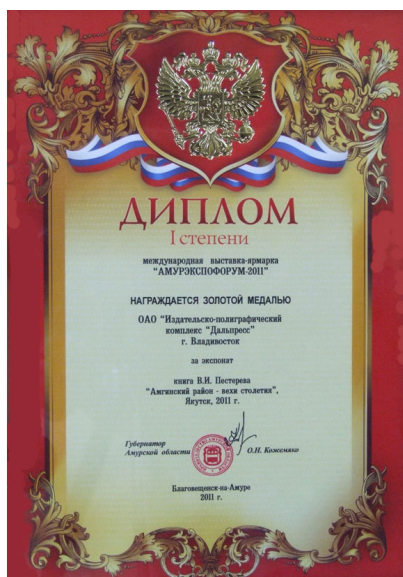 ДИПЛОМ
I степени
международная выставка-ярмарка
"АМУРЭКСПОФОРУМ-2011"
НАГРАЖДАЕТСЯ ЗОЛОТОЙ МЕДАЛЬЮ
ОАО "Издательско-полиграфический
комплекс "Дальпресс"
г. Владивосток
за экспонат
книга В.И. Пестерева
"Амгинский район - вехи столетия",
Якутск, 2011 г.
Губернатор
Амурской области О.Н. Кожемяко
Благовещенск-на-Амуре
2011 г.